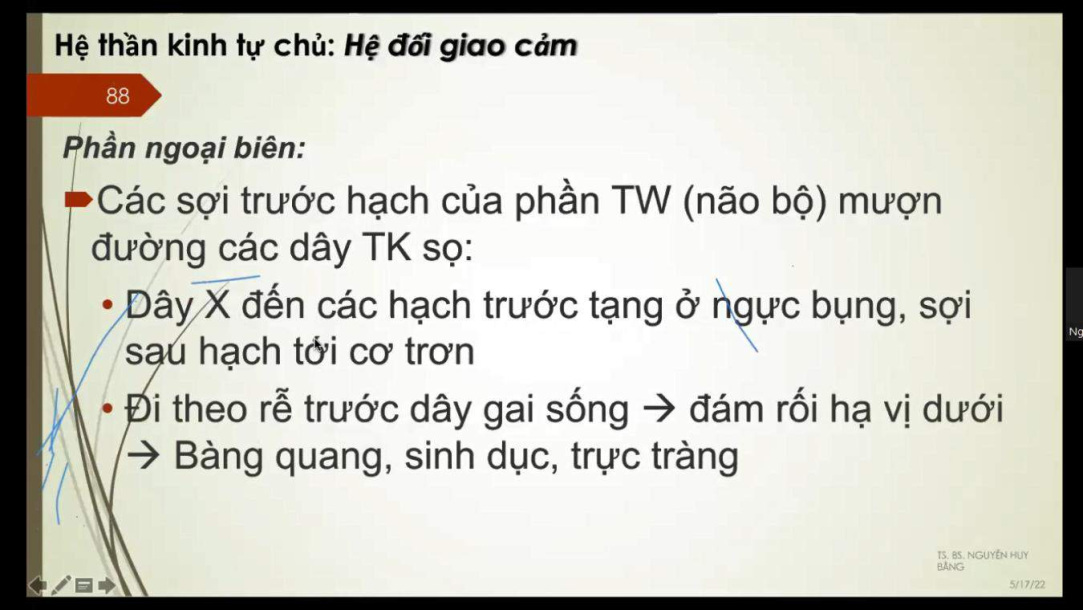 Hệ thần kinh tự chủ: Hệ đối giao cảm
88
Phần ngoại biên:
Các sợi trước hạch của phần TW (não bộ) mượn
đường các dây TK sọ:
• Dây X đến các hạch trước tạng ở ngực bụng, sợi
sau hạch tới cơ trơn
• Đi theo rễ trước dây gai sống → đám rối hạ vị dưới
→ Bàng quang, sinh dục, trực tràng
TS. BS. NGUYỄN HUY
BẰNG
5/17/22
Ng